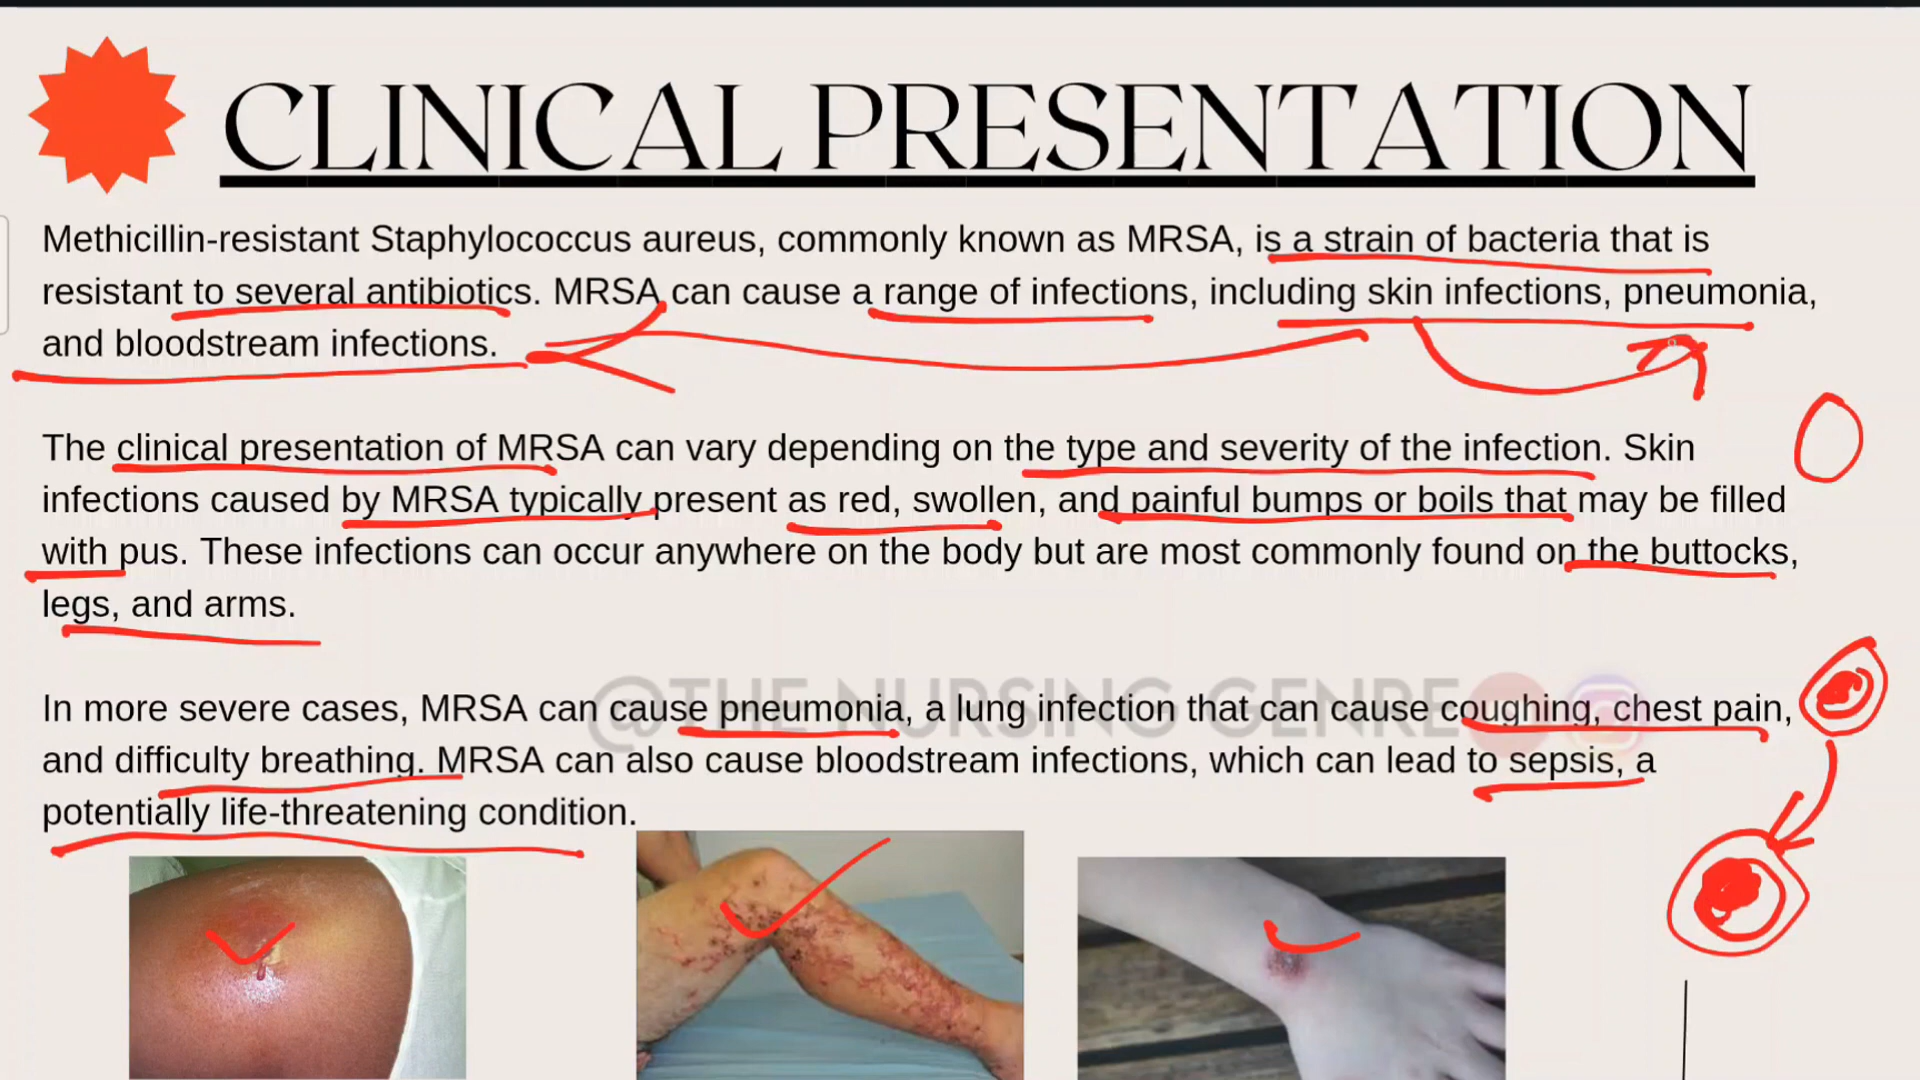 CLINICAL PRESENTATION
Methicillin-resistant Staphylococcus aureus, commonly known as MRSA, is a strain of bacteria that is
resistant to several antibiotics. MRSA can cause a range of infections, including skin infections, pneumonia,
and bloodstream infections.
The clinical presentation of MRSA can vary depending on the type and severity of the infection. Skin
infections caused by MRSA typically present as red, swollen, and painful bumps or boils that may be filled
with pus. These infections can occur anywhere on the body but are most commonly found on the buttocks,
legs, and arms.
@THE NURSING GENRE
In more severe cases, MRSA can cause pneumonia, a lung infection that can cause coughing, chest pain,
and difficulty breathing. MRSA can also cause bloodstream infections, which can lead to sepsis, a
potentially life-threatening condition.